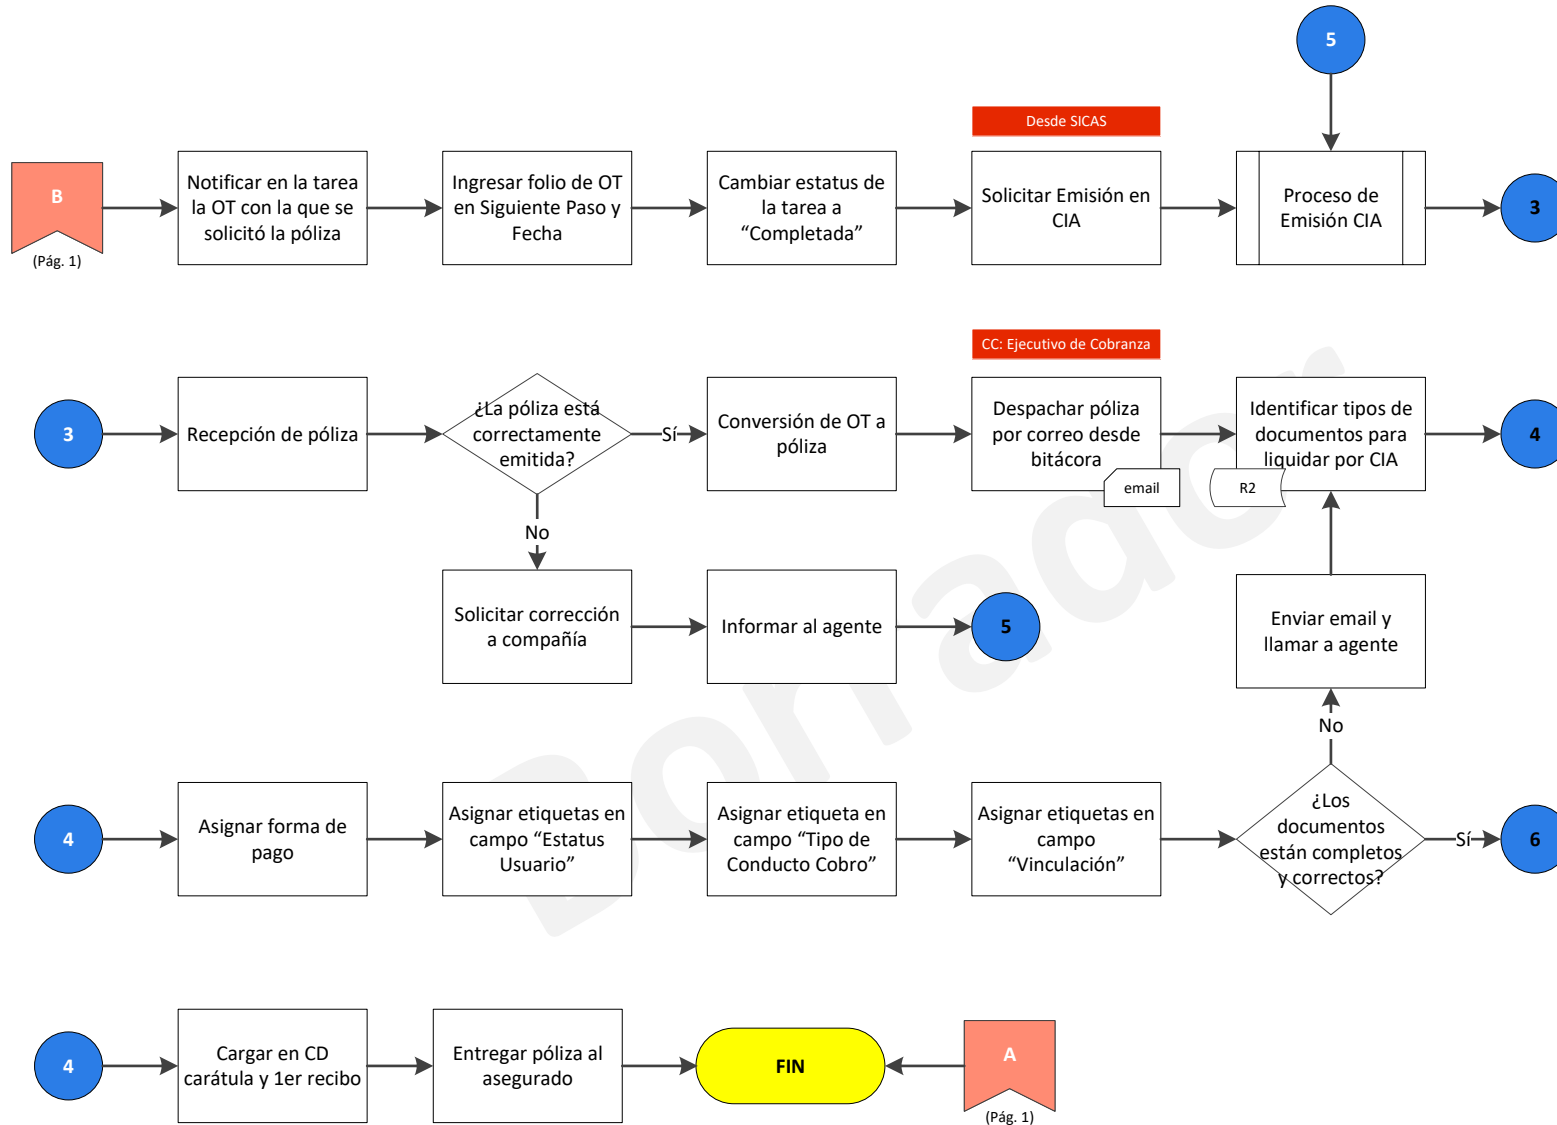 5
Desde SICAS
B
(Pág. 1)
Notificar en la tarea
la OT con la que se
solicitó la póliza
Ingresar folio de OT
en Siguiente Paso y
Fecha
Cambiar estatus de
la tarea a
“Completada”
Solicitar Emisión en
CIA
Proceso de
Emisión CIA
3
CC: Ejecutivo de Cobranza
3
Recepción de póliza
¿La póliza está
correctamente
emitida?
Sí
Conversión de OT a
póliza
Despachar póliza
por correo desde
bitácora
email
Identificar tipos de
documentos para
liquidar por CIA
R2
4
No
Solicitar corrección
a compañía
Informar al agente
5
Enviar email y
llamar a agente
No
4
Asignar forma de
pago
Asignar etiquetas en
campo “Estatus
Usuario”
Asignar etiqueta en
campo “Tipo de
Conducto Cobro”
Asignar etiquetas en
campo
“Vinculación”
¿Los
documentos
están completos
y correctos?
Sí
6
4
Cargar en CD
carátula y 1er recibo
Entregar póliza al
asegurado
FIN
A
(Pág. 1)
Borrador